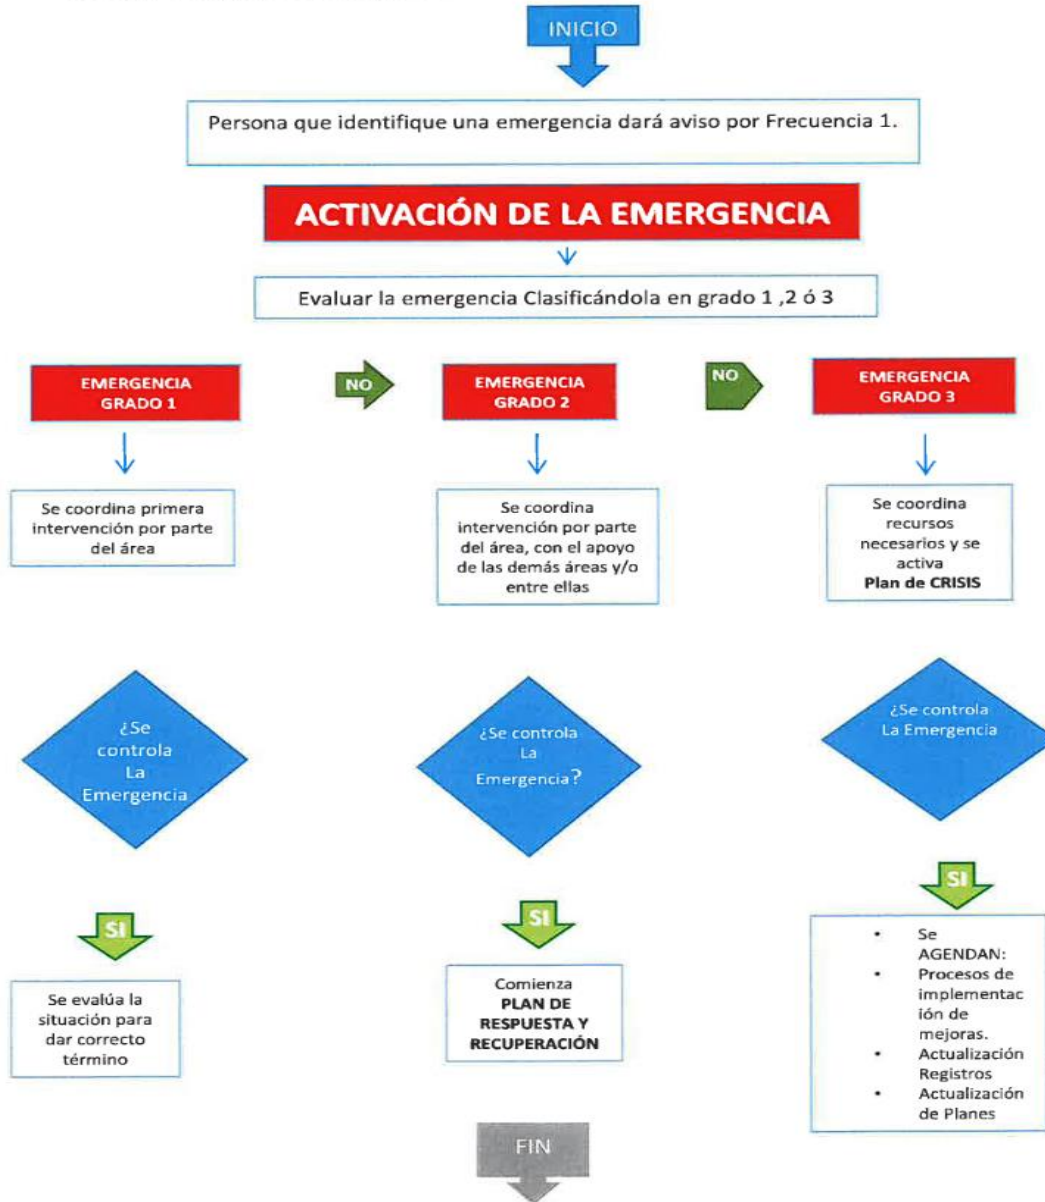 INICIO
Persona que identifique una emergencia dará aviso por Frecuencia 1.
ACTIVACIÓN DE LA EMERGENCIA
Evaluar la emergencia Clasificándola en grado 1 ,2 ó 3
EMERGENCIA
GRADO 1
NO
EMERGENCIA
GRADO 2
NO
EMERGENCIA
GRADO 3
Se coordina primera
intervención por parte
del área
Se coordina
intervención por parte
del área, con el apoyo
de las demás áreas y/o
entre ellas
Se coordina
recursos
necesarios y se
activa
Plan de CRISIS
¿Se
controla
La
Emergencia
¿Se controla
La
Emergencia?
¿Se controla
La Emergencia
SI
SI
SI
Se evalúa la
situación para
dar correcto
término
Comienza
PLAN DE
RESPUESTA Y
RECUPERACIÓN
• Se
AGENDAN:
• Procesos de
implementac
ión de
mejoras.
• Actualización
Registros
• Actualización
de Planes
FIN